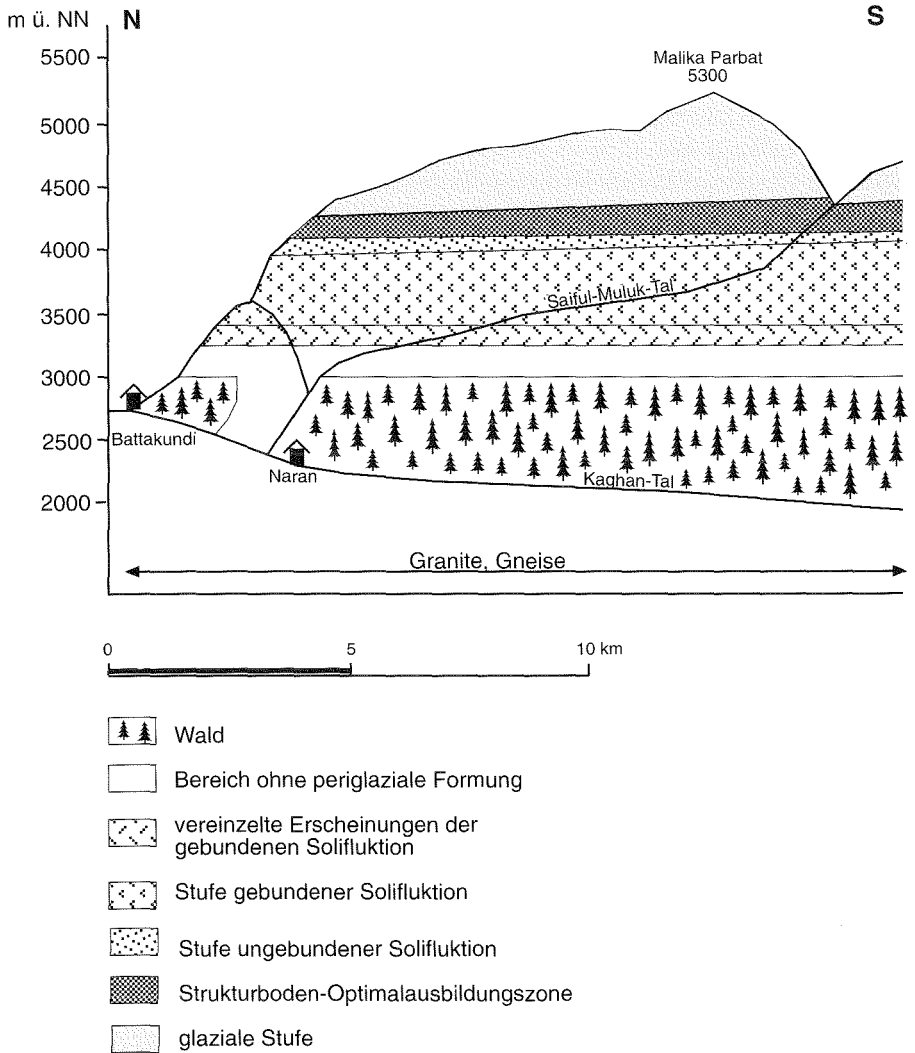 m ü. NN
N
S
5500
5000
4500
4000
3500
3000
2500
2000
Malika Parbat
5300
Saiful-Muluk-Tal
Battakundi
Naran
Kaghan-Tal
Granite, Gneise
0
5
10 km
Wald
Bereich ohne periglaziale Formung
vereinzelte Erscheinungen der
gebundenen Solifluktion
Stufe gebundener Solifluktion
Stufe ungebundener Solifluktion
Strukturboden-Optimalausbildungszone
glaziale Stufe